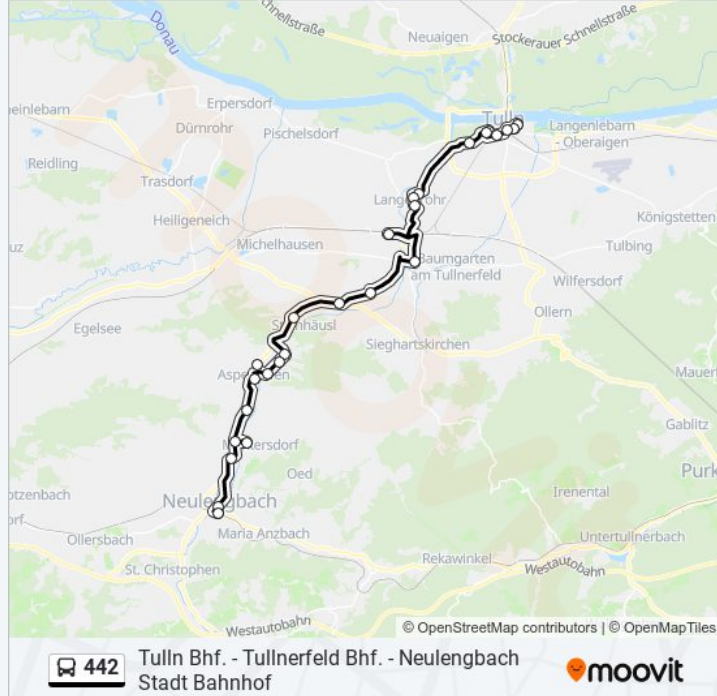 Schnellstraße
Donau
Neuaigen
Stockerauer Schnellstraße
Erpersdorf
Dürnrohr
Pischelsdorf
Tulln
Langenlebarn
- Oberaigen
Reidling
Trasdorf
Heiligeneich
Michelhausen
Königstetten
Tulbing
Baumgarten
am Tullnerfeld
Wilfersdorf
Egelsee
Ollern
Sieghartskirchen
Gablitz
Oed
Irenental
Neulengbach
Ollersbach
Maria Anzbach
Untertullnerbach
Rekawinkel
Westautobahn
St. Christophen
Westautobahn
© OpenStreetMap contributors | © OpenMapTiles
442
Tulln Bhf. - Tullnerfeld Bhf. - Neulengbach
Stadt Bahnhof
moovit